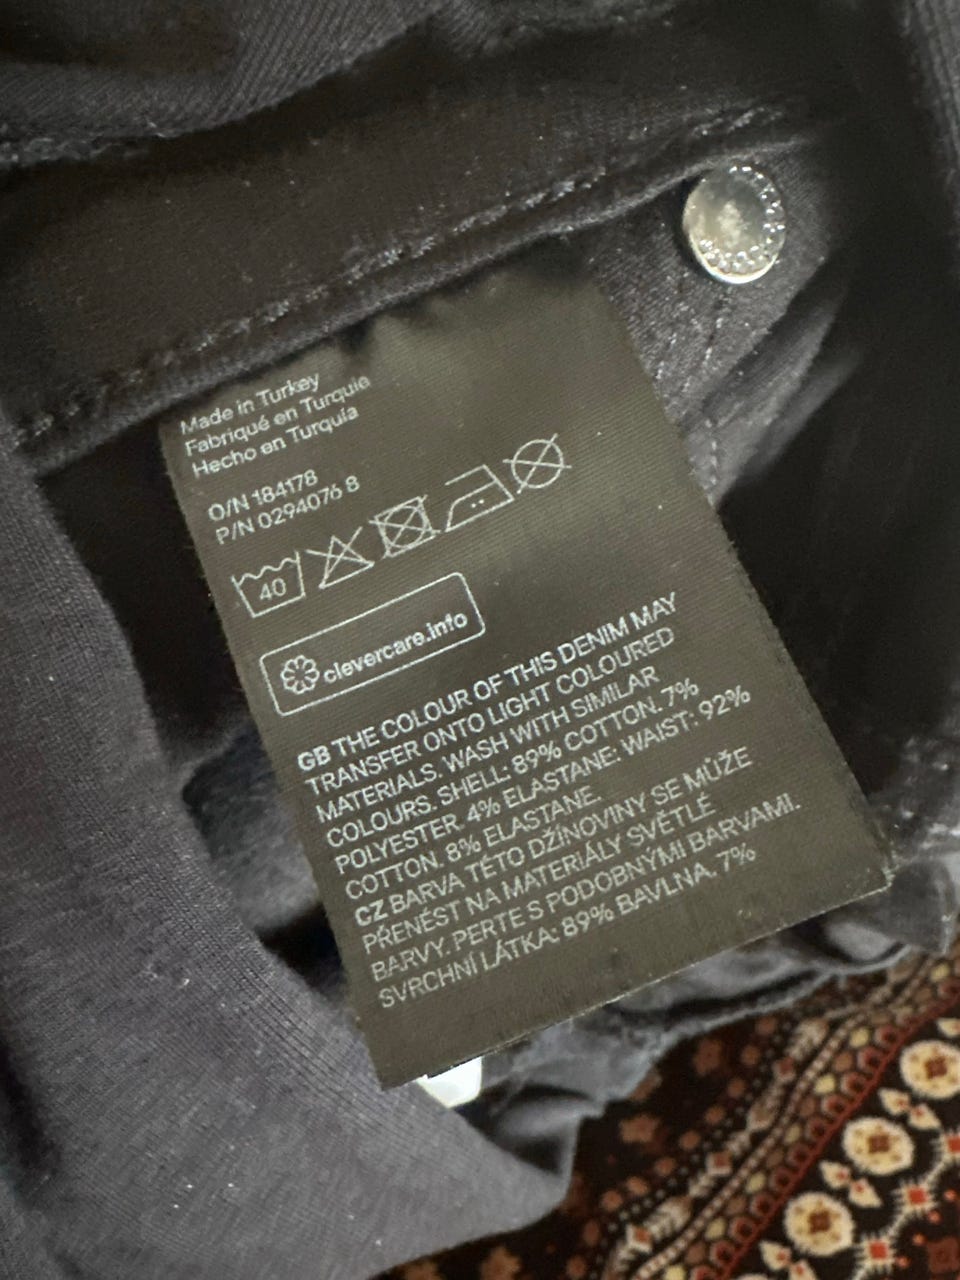 Made in Turkey
Fabriqué en Turquie
Hecho en Turquía
O/N 184178
P/N 0294076 8
40
clevercare.info
GB THE COLOUR OF THIS DENIM MAY
TRANSFER ONTO LIGHT COLOURED
MATERIALS. WASH WITH SIMILAR
COLOURS. SHELL: 89% COTTON. 7%
POLYESTER. 4% ELASTANE: WAIST: 92%
COTTON. 8% ELASTANE.
CZ BARVA TÉTO DŽÍNOVINY SE MŮŽE
PŘENÉST NA MATERIÁLY SVĚTLÉ
BARVY. PERTE S PODOBNÝMI BARVAMI.
SVRCHNÍ LÁTKA: 89% BAVLNA. 7%